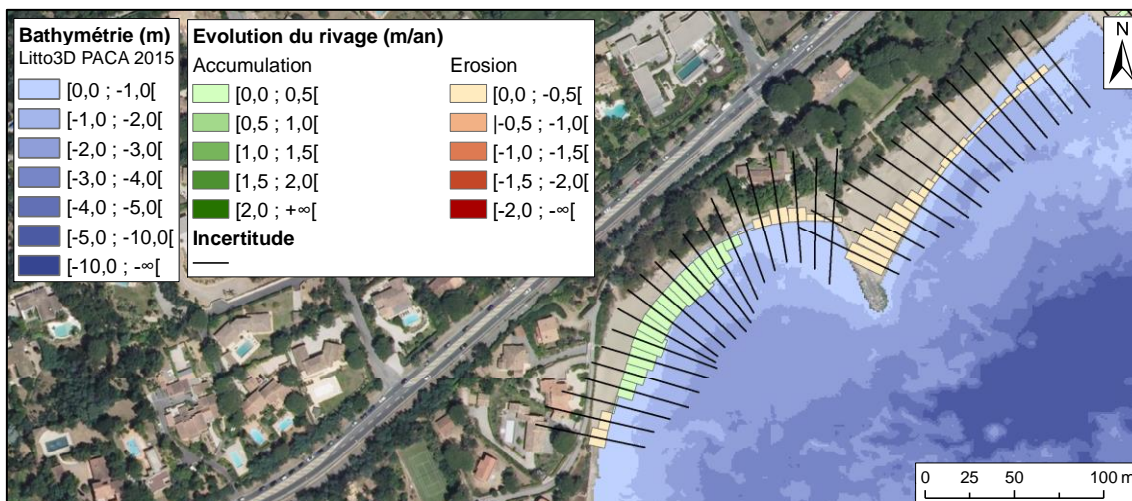 Bathymétrie (m)
Litto3D PACA 2015
[0,0 ; -1,0[
[-1,0 ; -2,0[
[-2,0 ; -3,0[
[-3,0 ; -4,0[
[-4,0 ; -5,0[
[-5,0 ; -10,0[
[-10,0 ; -∞[
Evolution du rivage (m/an)
Accumulation
[0,0 ; 0,5[
[0,5 ; 1,0[
[1,0 ; 1,5[
[1,5 ; 2,0[
[2,0 ; +∞[
Incertitude
Erosion
[0,0 ; -0,5[
|-0,5 ; -1,0[
[-1,0 ; -1,5[
[-1,5 ; -2,0[
[-2,0 ; -∞[
N
0 25 50 100 m